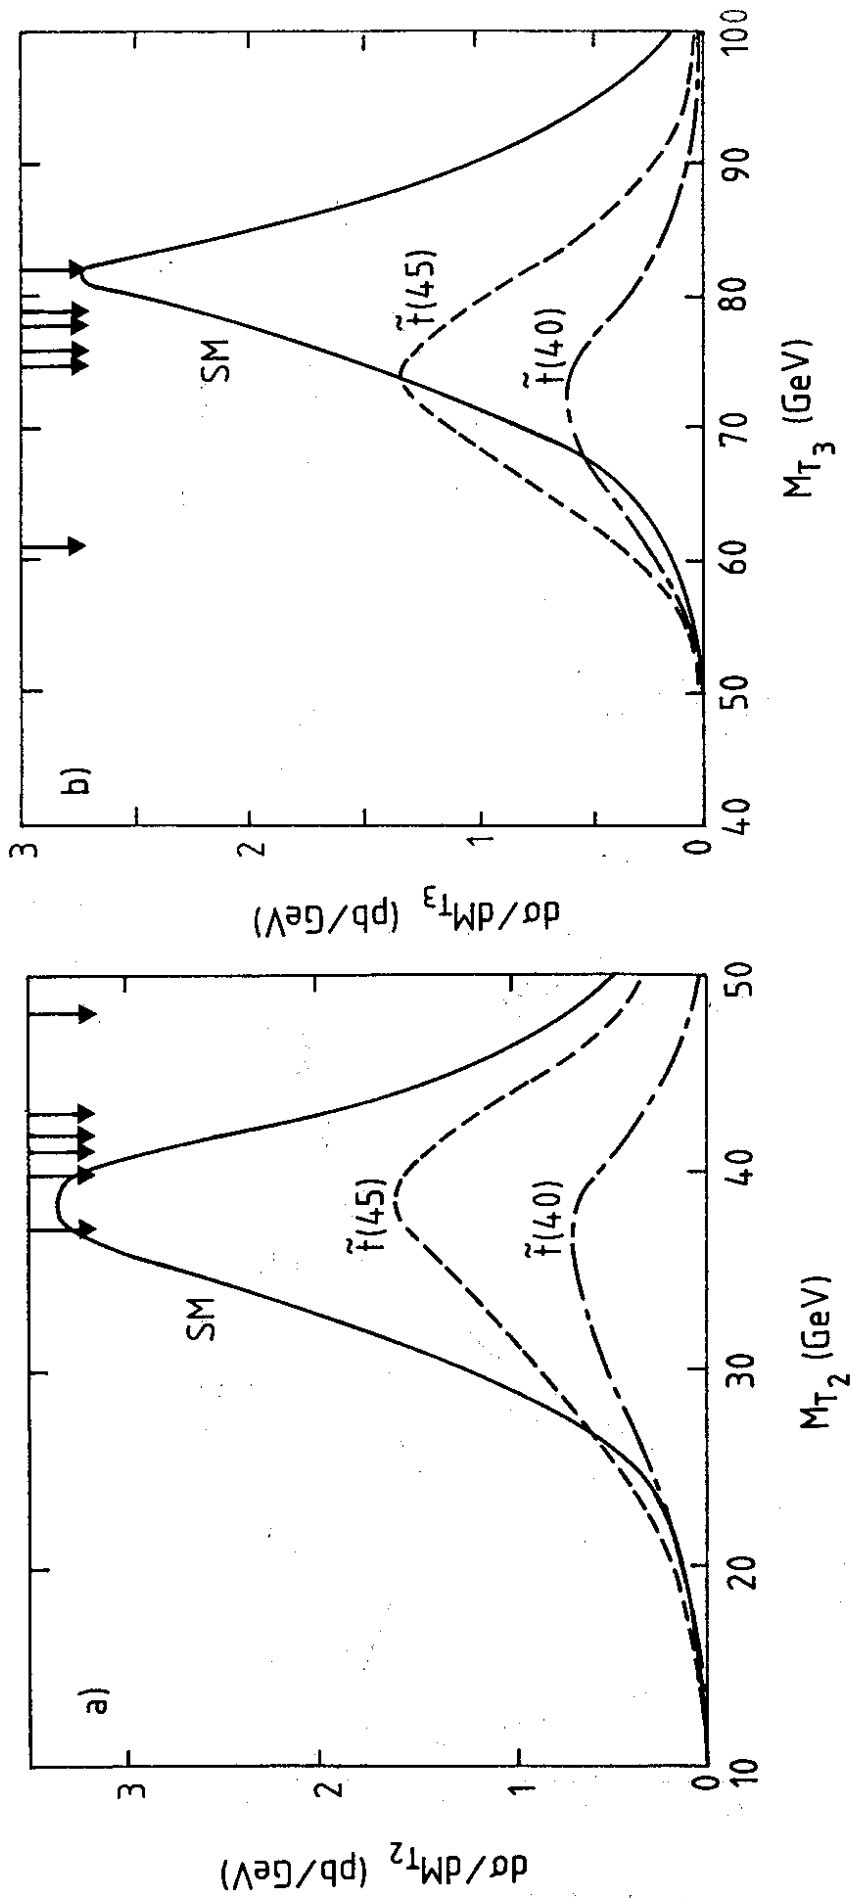 a)
dσ/dM_T₂ (pb/GeV)
3
2
1
0
SM
t̃(45)
t̃(40)
10
20
30
40
50
M_T₂ (GeV)
b)
dσ/dM_T₃ (pb/GeV)
3
2
1
0
SM
t̃(45)
t̃(40)
40
50
60
70
80
90
100
M_T₃ (GeV)